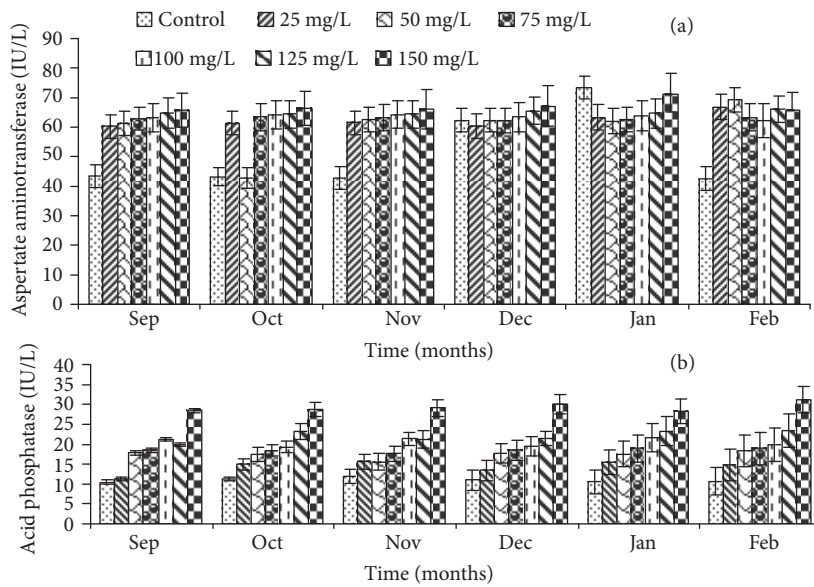 Control 25 mg/L 50 mg/L 75 mg/L (a)
100 mg/L 125 mg/L 150 mg/L
Aspertate aminotransferase (IU/L)
90
80
70
60
50
40
30
20
10
0
Sep Oct Nov Dec Jan Feb
Time (months)
(b)
Acid phosphatase (IU/L)
40
35
30
25
20
15
10
5
0
Sep Oct Nov Dec Jan Feb
Time (months)